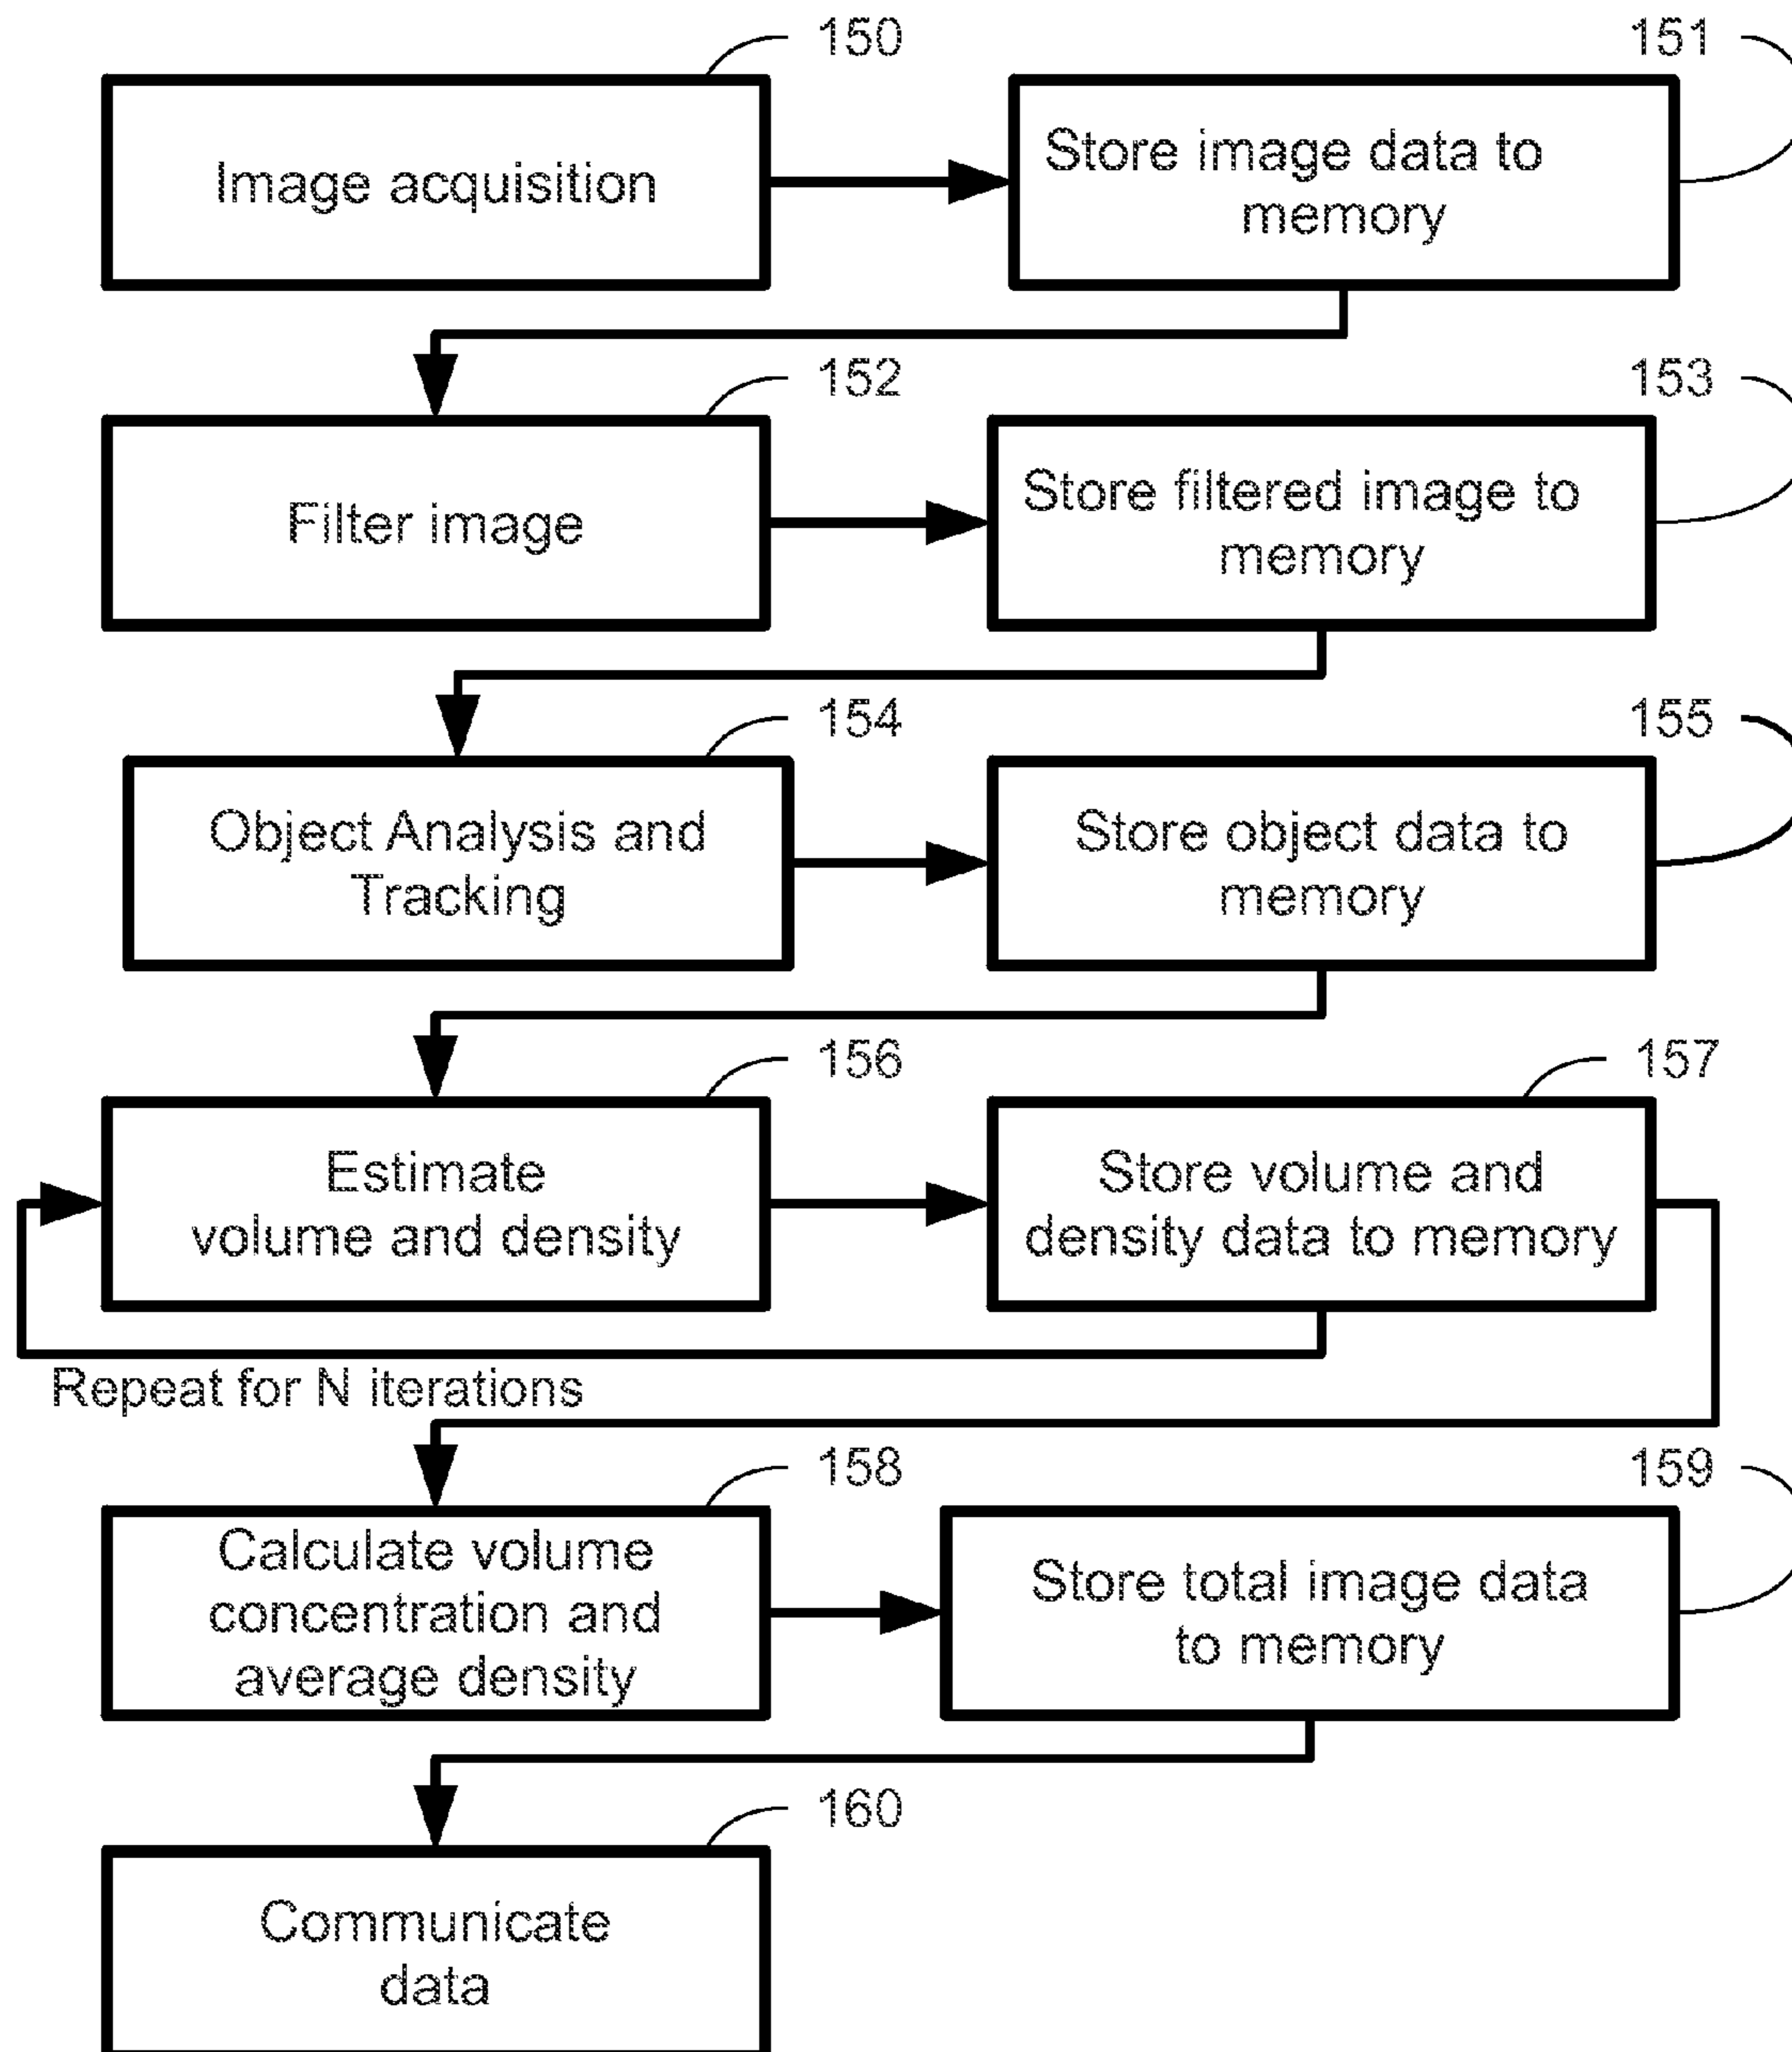 150
151
Image acquisition
Store image data to
memory
152
153
Filter image
Store filtered image to
memory
154
155
Object Analysis and
Tracking
Store object data to
memory
156
157
Estimate
volume and density
Store volume and
density data to memory
Repeat for N iterations
158
159
Calculate volume
concentration and
average density
Store total image data
to memory
160
Communicate
data